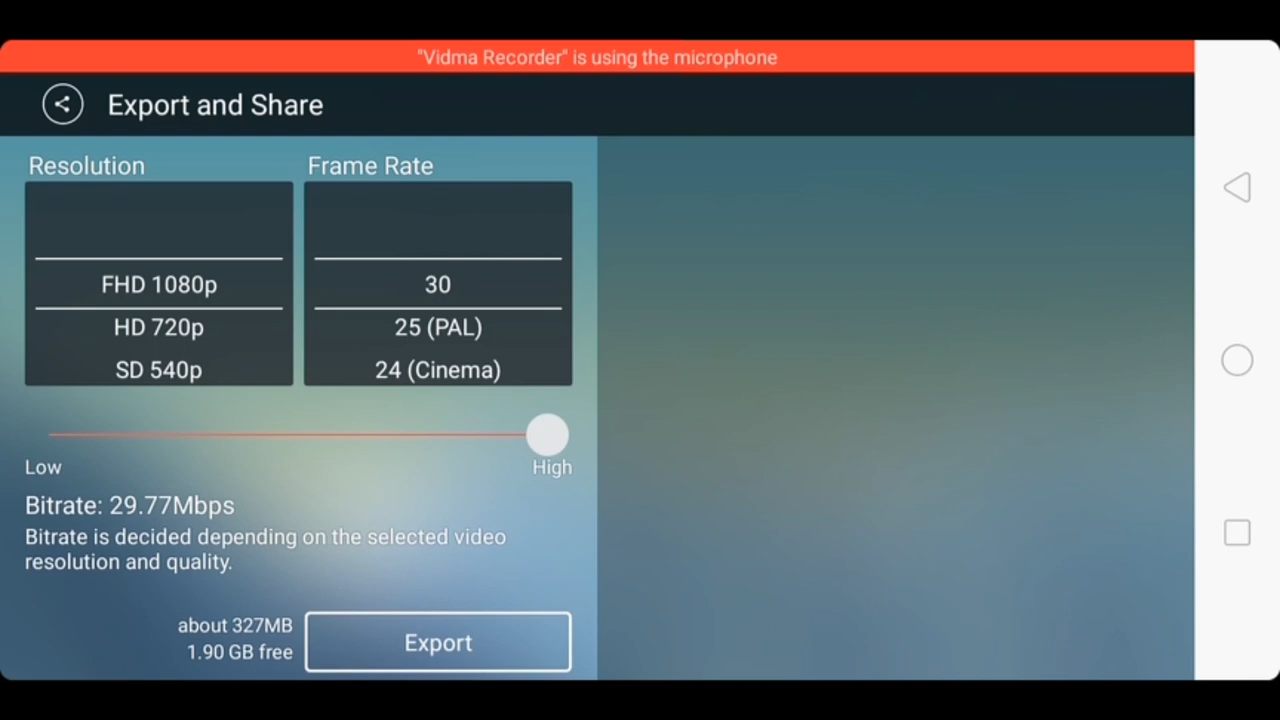 "Vidma Recorder" is using the microphone
Export and Share
Resolution
Frame Rate
FHD 1080p
HD 720p
SD 540p
30
25 (PAL)
24 (Cinema)
Low
High
Bitrate: 29.77Mbps
Bitrate is decided depending on the selected video
resolution and quality.
about 327MB
1.90 GB free
Export